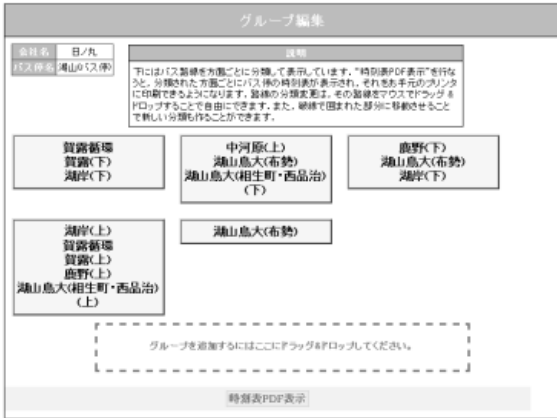 グループ編集
会社名 日ノ丸
バス停名 湖山(バス停)
説明
下にはバス路線を方面ごとに分類して表示しています。"時刻表PDF表示"を行な
うと、分類された方面ごとにバス停の時刻表が表示され、それをお手元のプリンタ
に印刷できるようになります。路線の分類変更は、その路線をマウスでドラッグ &
ドロップすることで自由にできます。また、破線で囲まれた部分に移動させること
で新しい分類も作ることができます。
賀露循環
賀露(下)
湖岸(下)
中河原(上)
湖山鳥大(布勢)
湖山鳥大(相生町・西品治)
(下)
鹿野(下)
湖山鳥大(布勢)
湖岸(下)
湖岸(上)
賀露循環
賀露(上)
鹿野(上)
湖山鳥大(相生町・西品治)
(上)
湖山鳥大(布勢)
グループを追加するにはここにドラッグ&ドロップしてください。
時刻表PDF表示